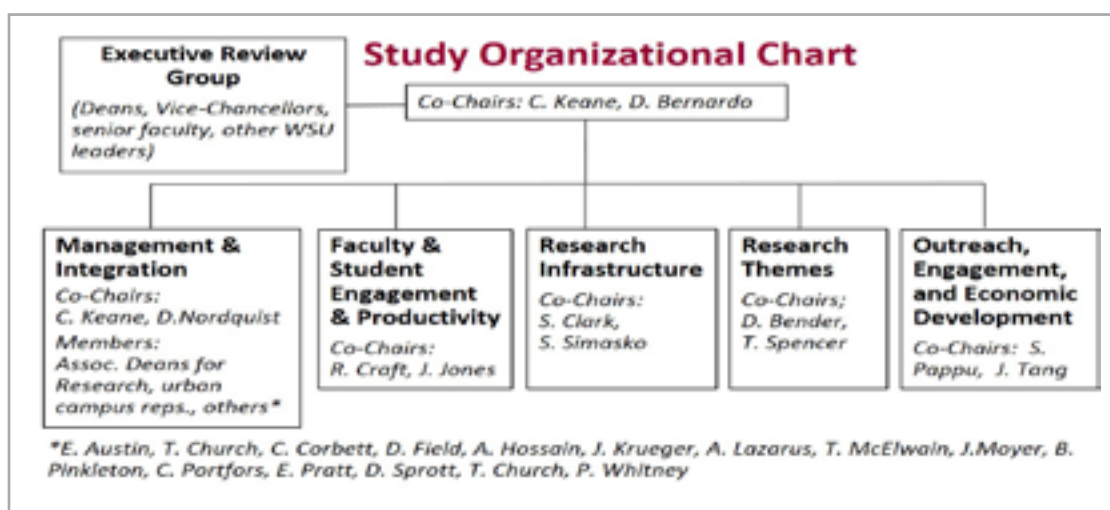 Executive Review
Group
(Deans, Vice-Chancellors,
senior faculty, other WSU
leaders)
Study Organizational Chart
Co-Chairs: C. Keane, D. Bernardo
Management &
Integration
Co-Chairs:
C. Keane, D.Nordquist
Members:
Assoc. Deans for
Research, urban
campus reps., others*
Faculty &
Student
Engagement
& Productivity
Co-Chairs:
R. Craft, J. Jones
Research
Infrastructure
Co-Chairs:
S. Clark,
S. Simasko
Research
Themes
Co-Chairs;
D. Bender,
T. Spencer
Outreach,
Engagement,
and Economic
Development
Co-Chairs: S.
Pappu, J. Tang
*E. Austin, T. Church, C. Corbett, D. Field, A. Hossain, J. Krueger, A. Lazarus, T. McElwain, J.Moyer, B.
Pinkleton, C. Portfors, E. Pratt, D. Sprott, T. Church, P. Whitney